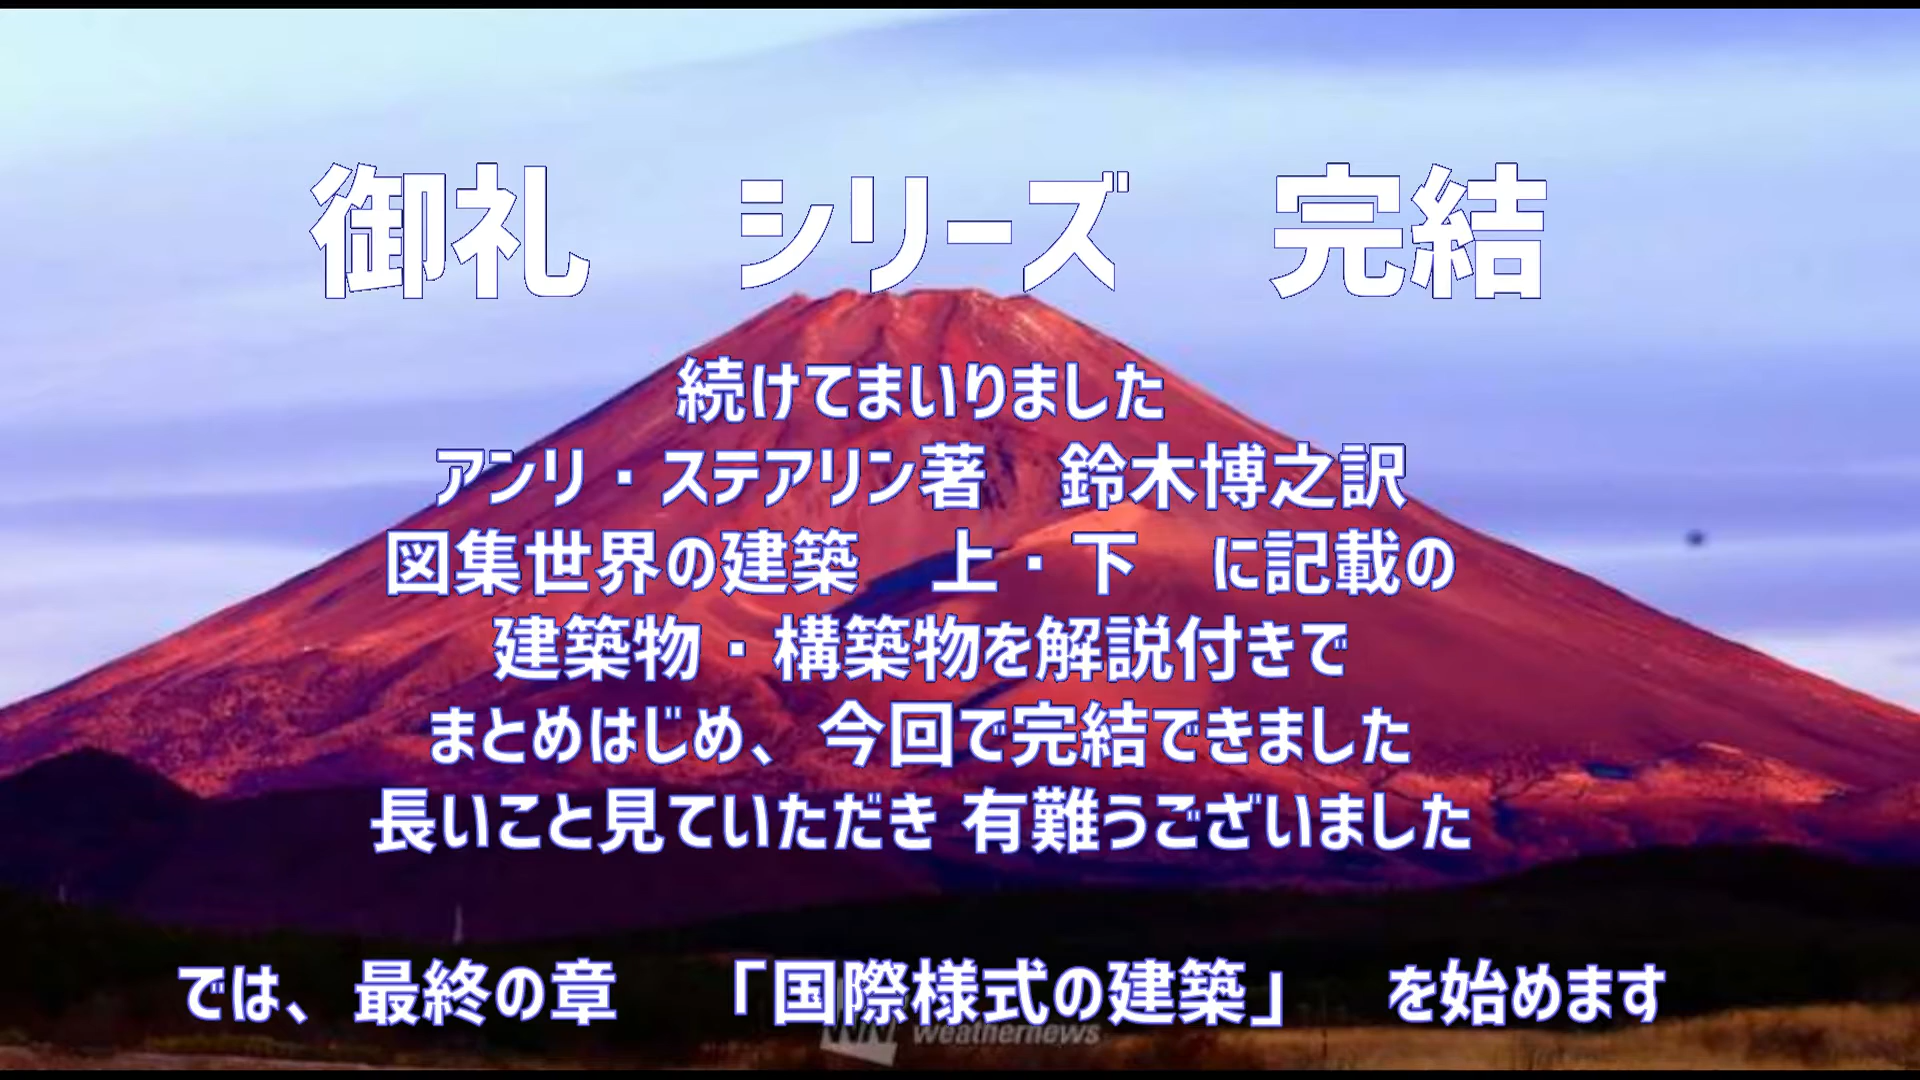 御礼　シリーズ　完結
続けてまいりました
アンリ・ステアリン著　鈴木博之訳
図集世界の建築　上・下　に記載の
建築物・構築物を解説付きで
まとめはじめ、今回で完結できました
長いこと見ていただき 有難うございました
では、最終の章　「国際様式の建築」　を始めます
weathernews